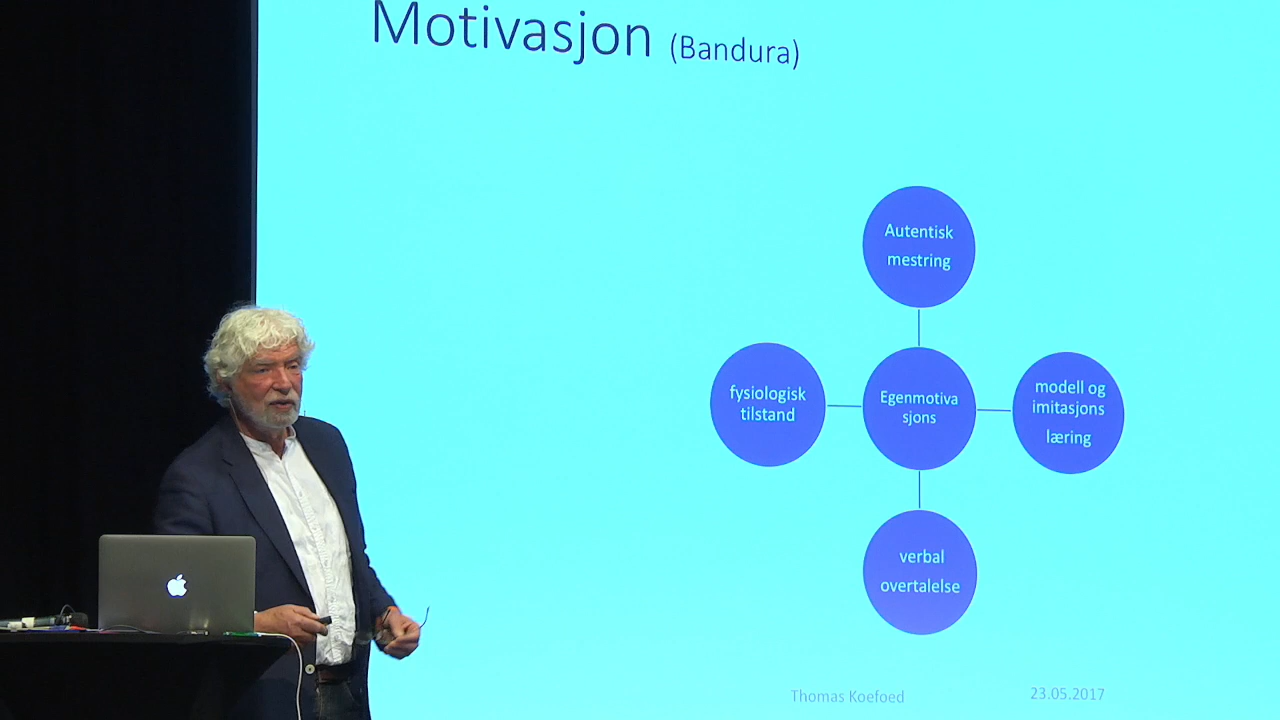 Motivasjon (Bandura)
Autentisk
mestring
fysiologisk
tilstand
Egenmotiva
sjons
modell og
imitasjons
læring
verbal
overtalelse
Thomas Koefoed
23.05.2017